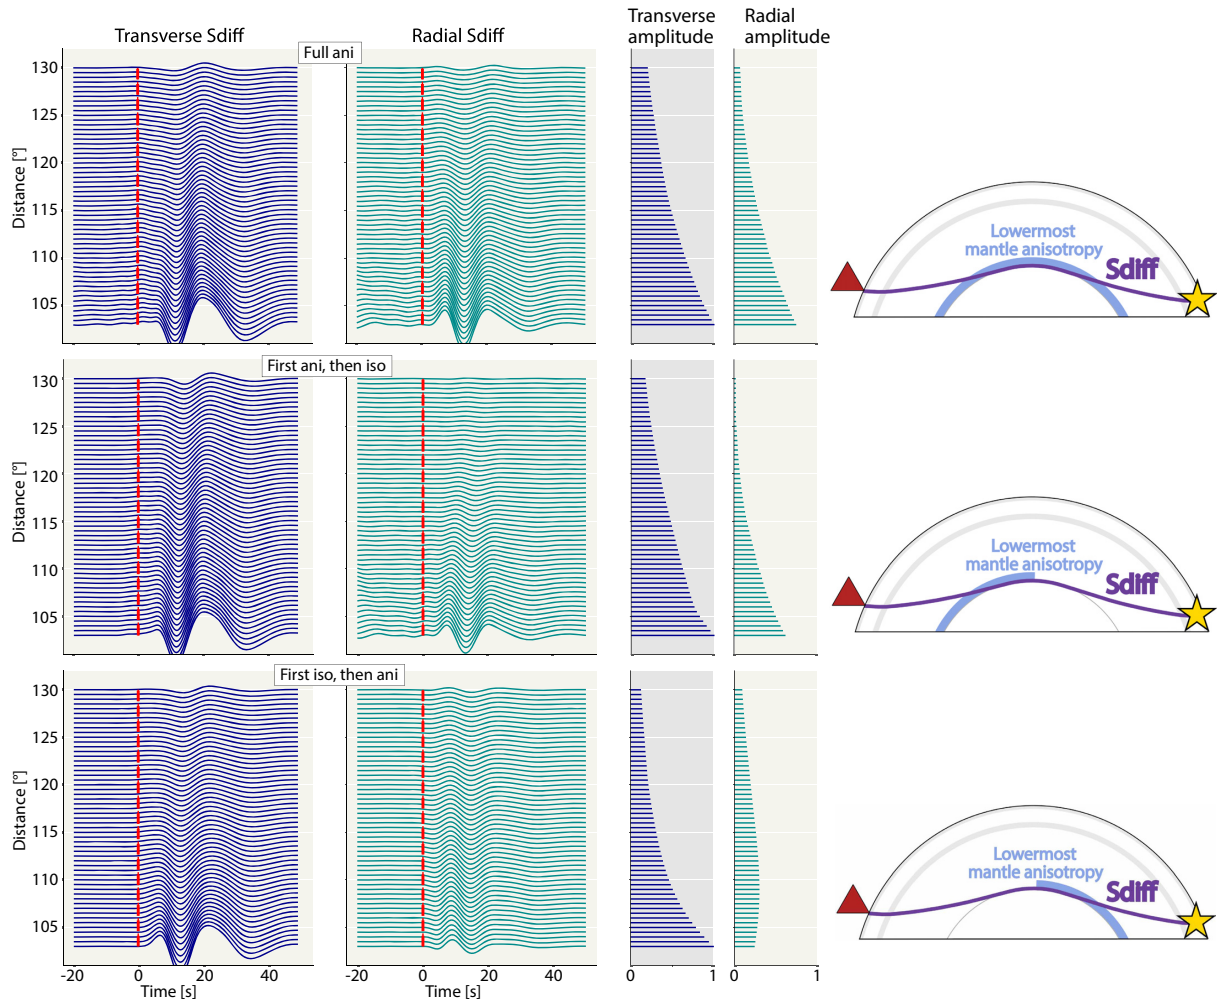 Transverse Sdiff
Full ani
Radial Sdiff
Transverse
amplitude
Radial
amplitude
130
125
120
115
110
105
Distance [°]
Lowermost
mantle anisotropy
Sdiff
First ani, then iso
130
125
120
115
110
105
Distance [°]
Lowermost
mantle anisotropy
Sdiff
First iso, then ani
130
125
120
115
110
105
Distance [°]
Lowermost
mantle anisotropy
Sdiff
-20 0 20 40
-20 0 20 40
0 1
0 1
Time [s]
Time [s]